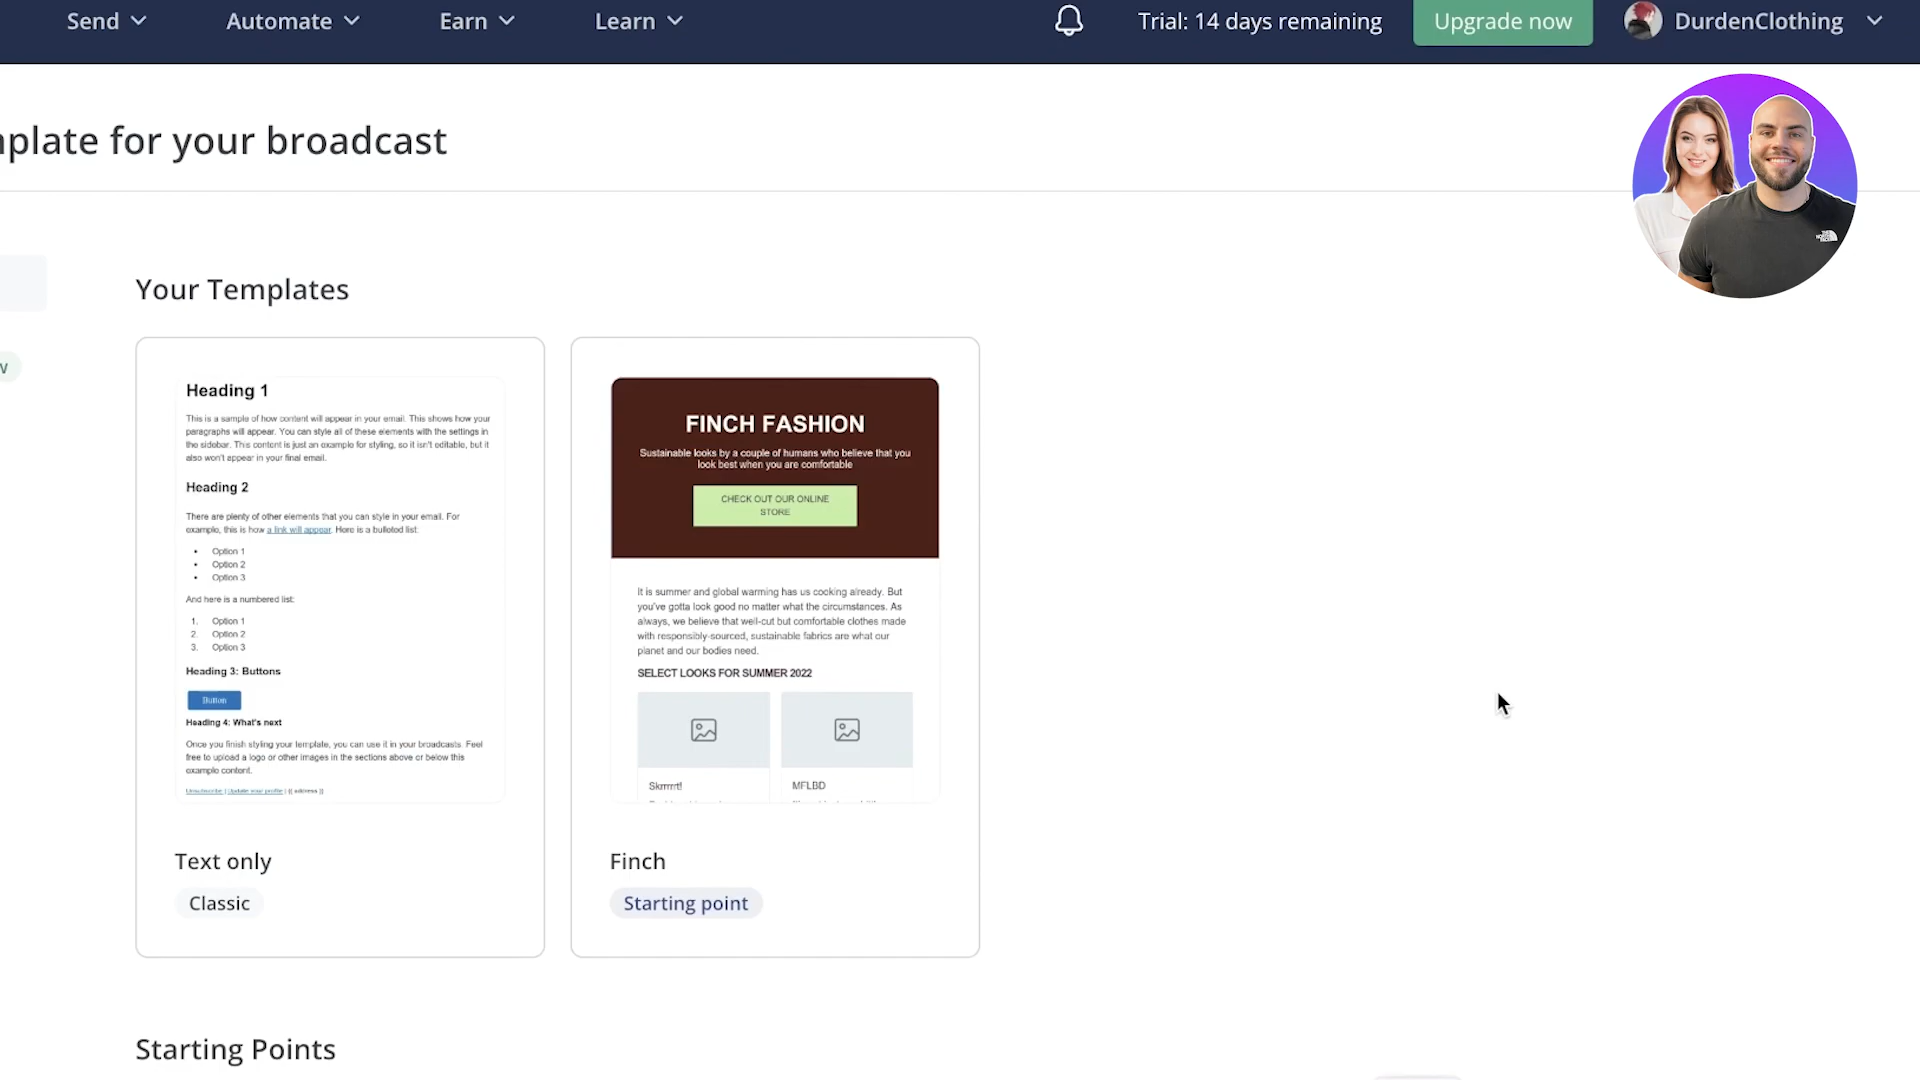 Send
Automate
Earn
Learn
Trial: 14 days remaining
Upgrade now
DurdenClothing
plate for your broadcast
Your Templates
Heading 1
This is a sample of how content will appear in your email. This shows how your
paragraphs will appear. You can style all of these elements with the settings in
the sidebar. This content is just an example for styling, so it isn't editable, but it
also won't appear in your final email.
Heading 2
There are plenty of other elements that you can style in your email. For
example, this is how a link will appear. Here is a bulleted list:
• Option 1
• Option 2
• Option 3
And here is a numbered list:
1. Option 1
2. Option 2
3. Option 3
Heading 3: Buttons
Button
Heading 4: What's next
Once you finish styling your template, you can use it in your broadcasts. Feel
free to upload a logo or other images in the sections above or below this
example content.
Unsubscribe | Update your profile | {{ address }}
Text only
Classic
FINCH FASHION
Sustainable looks by a couple of humans who believe that you
look best when you are comfortable
CHECK OUT OUR ONLINE
STORE
It is summer and global warming has us cooking already. But
you've gotta look good no matter what the circumstances. As
always, we believe that well-cut but comfortable clothes made
with responsibly-sourced, sustainable fabrics are what our
planet and our bodies need.
SELECT LOOKS FOR SUMMER 2022
Skrrrrrt!
MFLBD
Finch
Starting point
Starting Points